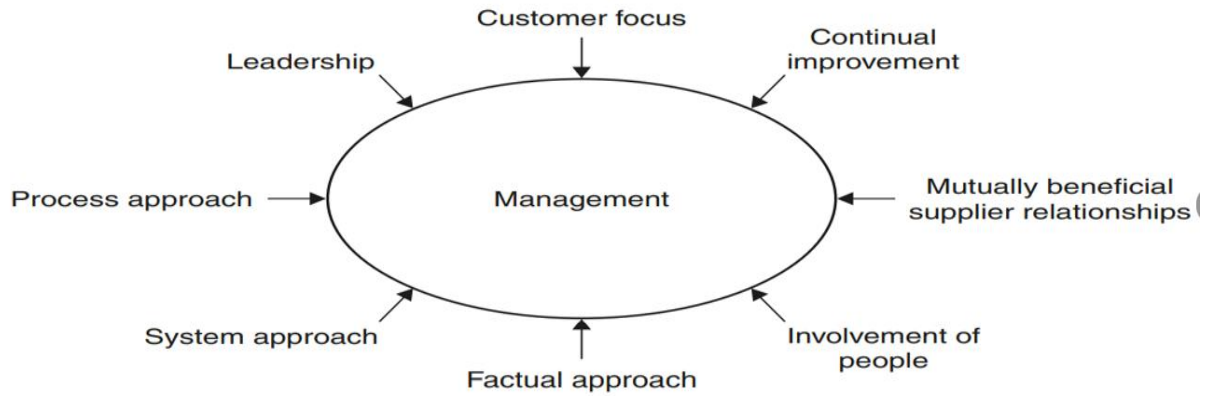 Customer focus
Continual
improvement
Leadership
Process approach
Management
Mutually beneficial
supplier relationships
System approach
Involvement of
people
Factual approach